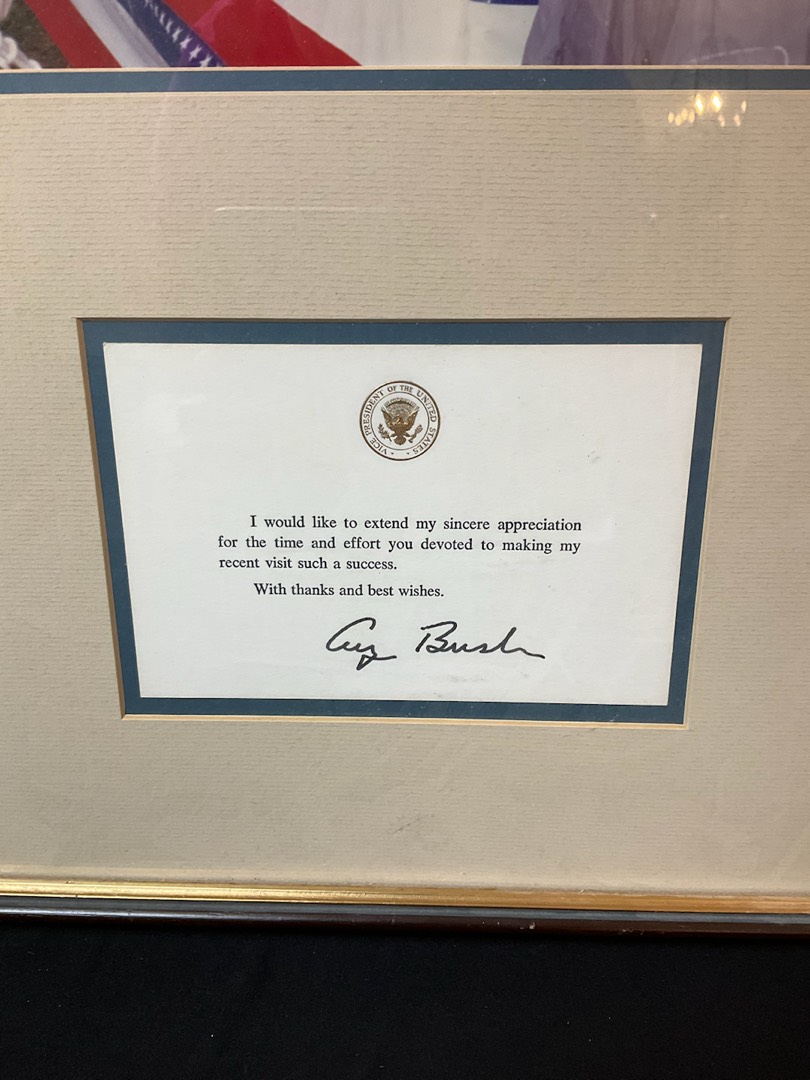 VICE PRESIDENT OF THE UNITED STATES
I would like to extend my sincere appreciation
for the time and effort you devoted to making my
recent visit such a success.
With thanks and best wishes.
Bush